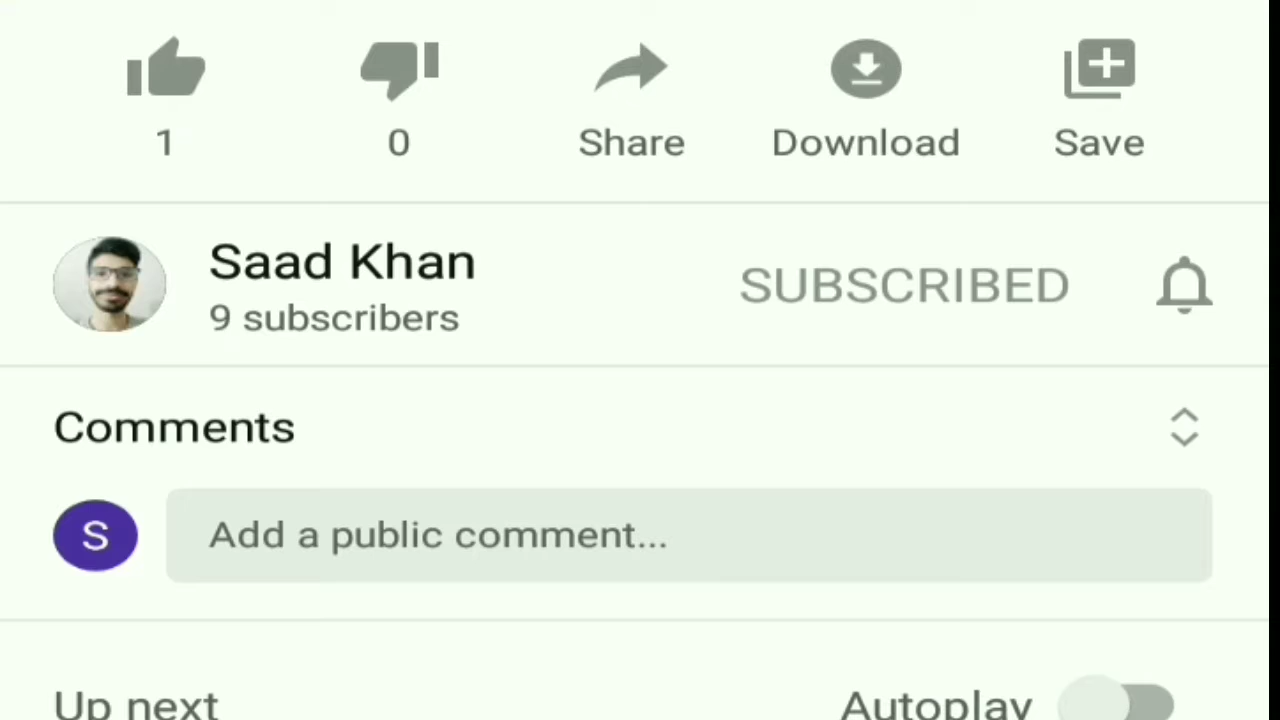 1 0 Share Download Save
Saad Khan
9 subscribers
SUBSCRIBED
Comments
S
Add a public comment...
Up next
Autoplay